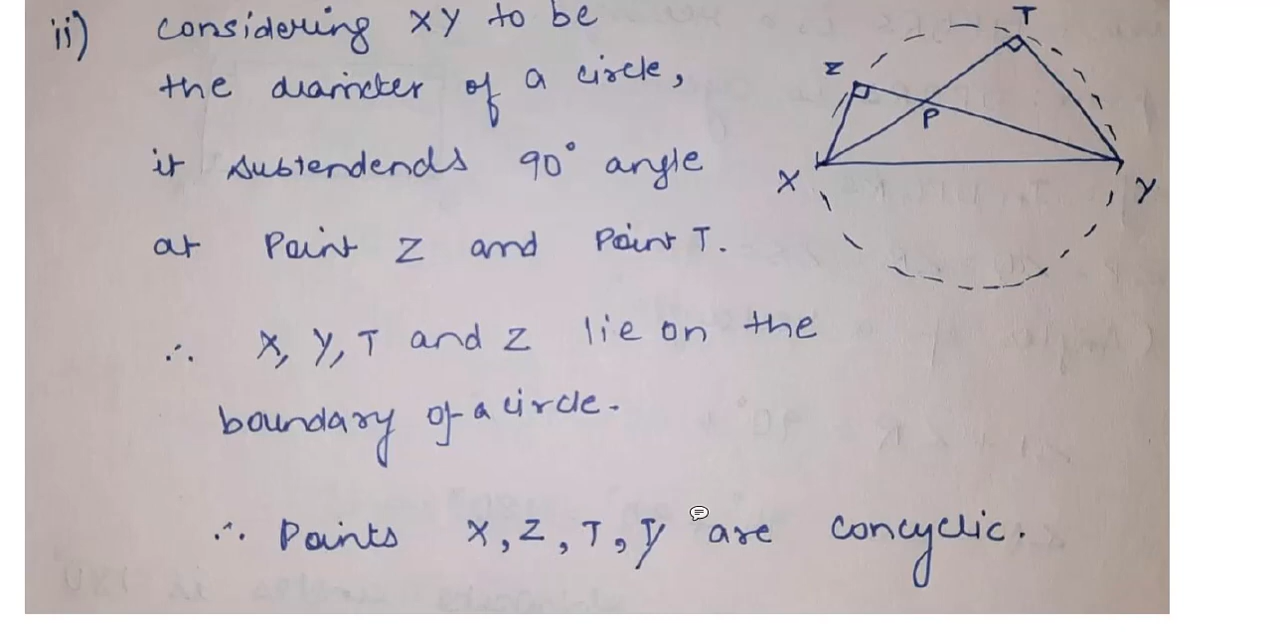 ii) considering XY to be
the diameter of a circle,
it subtendends 90° angle
at Point Z and Point T.
∴ X, Y, T and Z lie on the
boundary of a circle.
∴ Points X, Z, T, Y are concyclic.
T
Z
P
X
Y